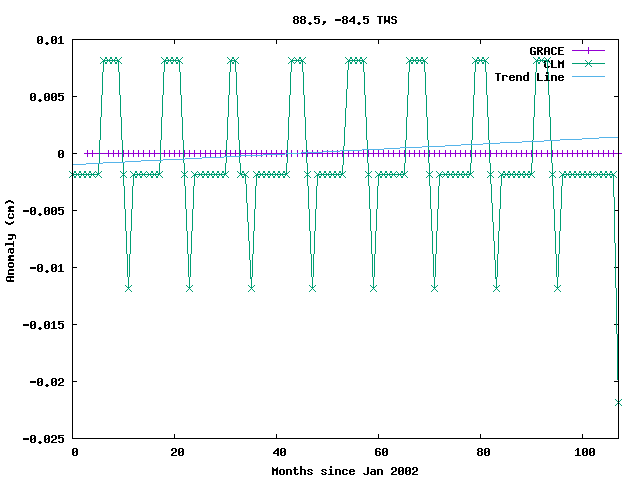 88.5, -84.5 TWS
0.01
0.005
0
-0.005
-0.01
-0.015
-0.02
-0.025
Anomaly (cm)
GRACE
CLM
Trend Line
0 20 40 60 80 100
Months since Jan 2002